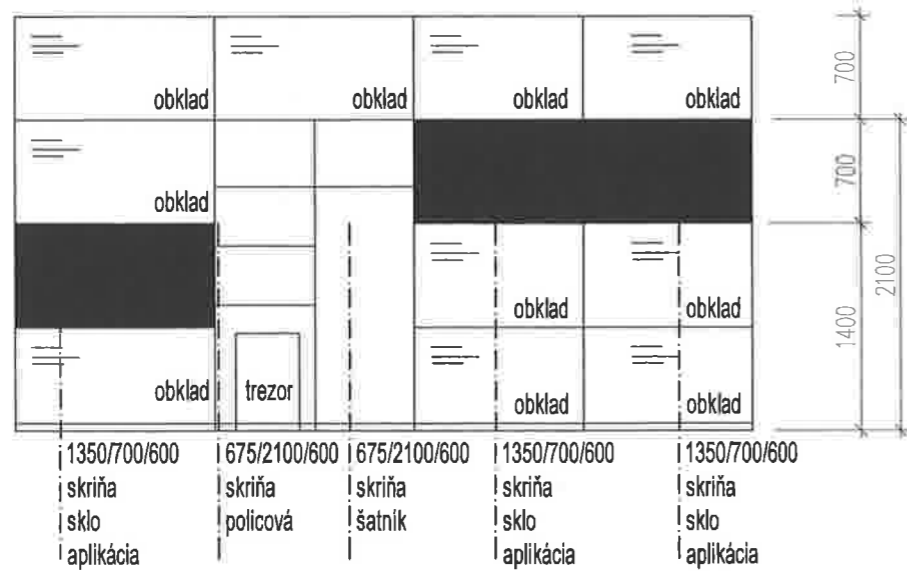 obklad obklad obklad obklad
700
obklad
700
obklad obklad
2100
1400
obklad trezor obklad obklad
1350/700/600 675/2100/600 675/2100/600 1350/700/600 1350/700/600
skriňa skriňa skriňa skriňa skriňa
sklo policová šatník sklo sklo
aplikácia aplikácia aplikácia